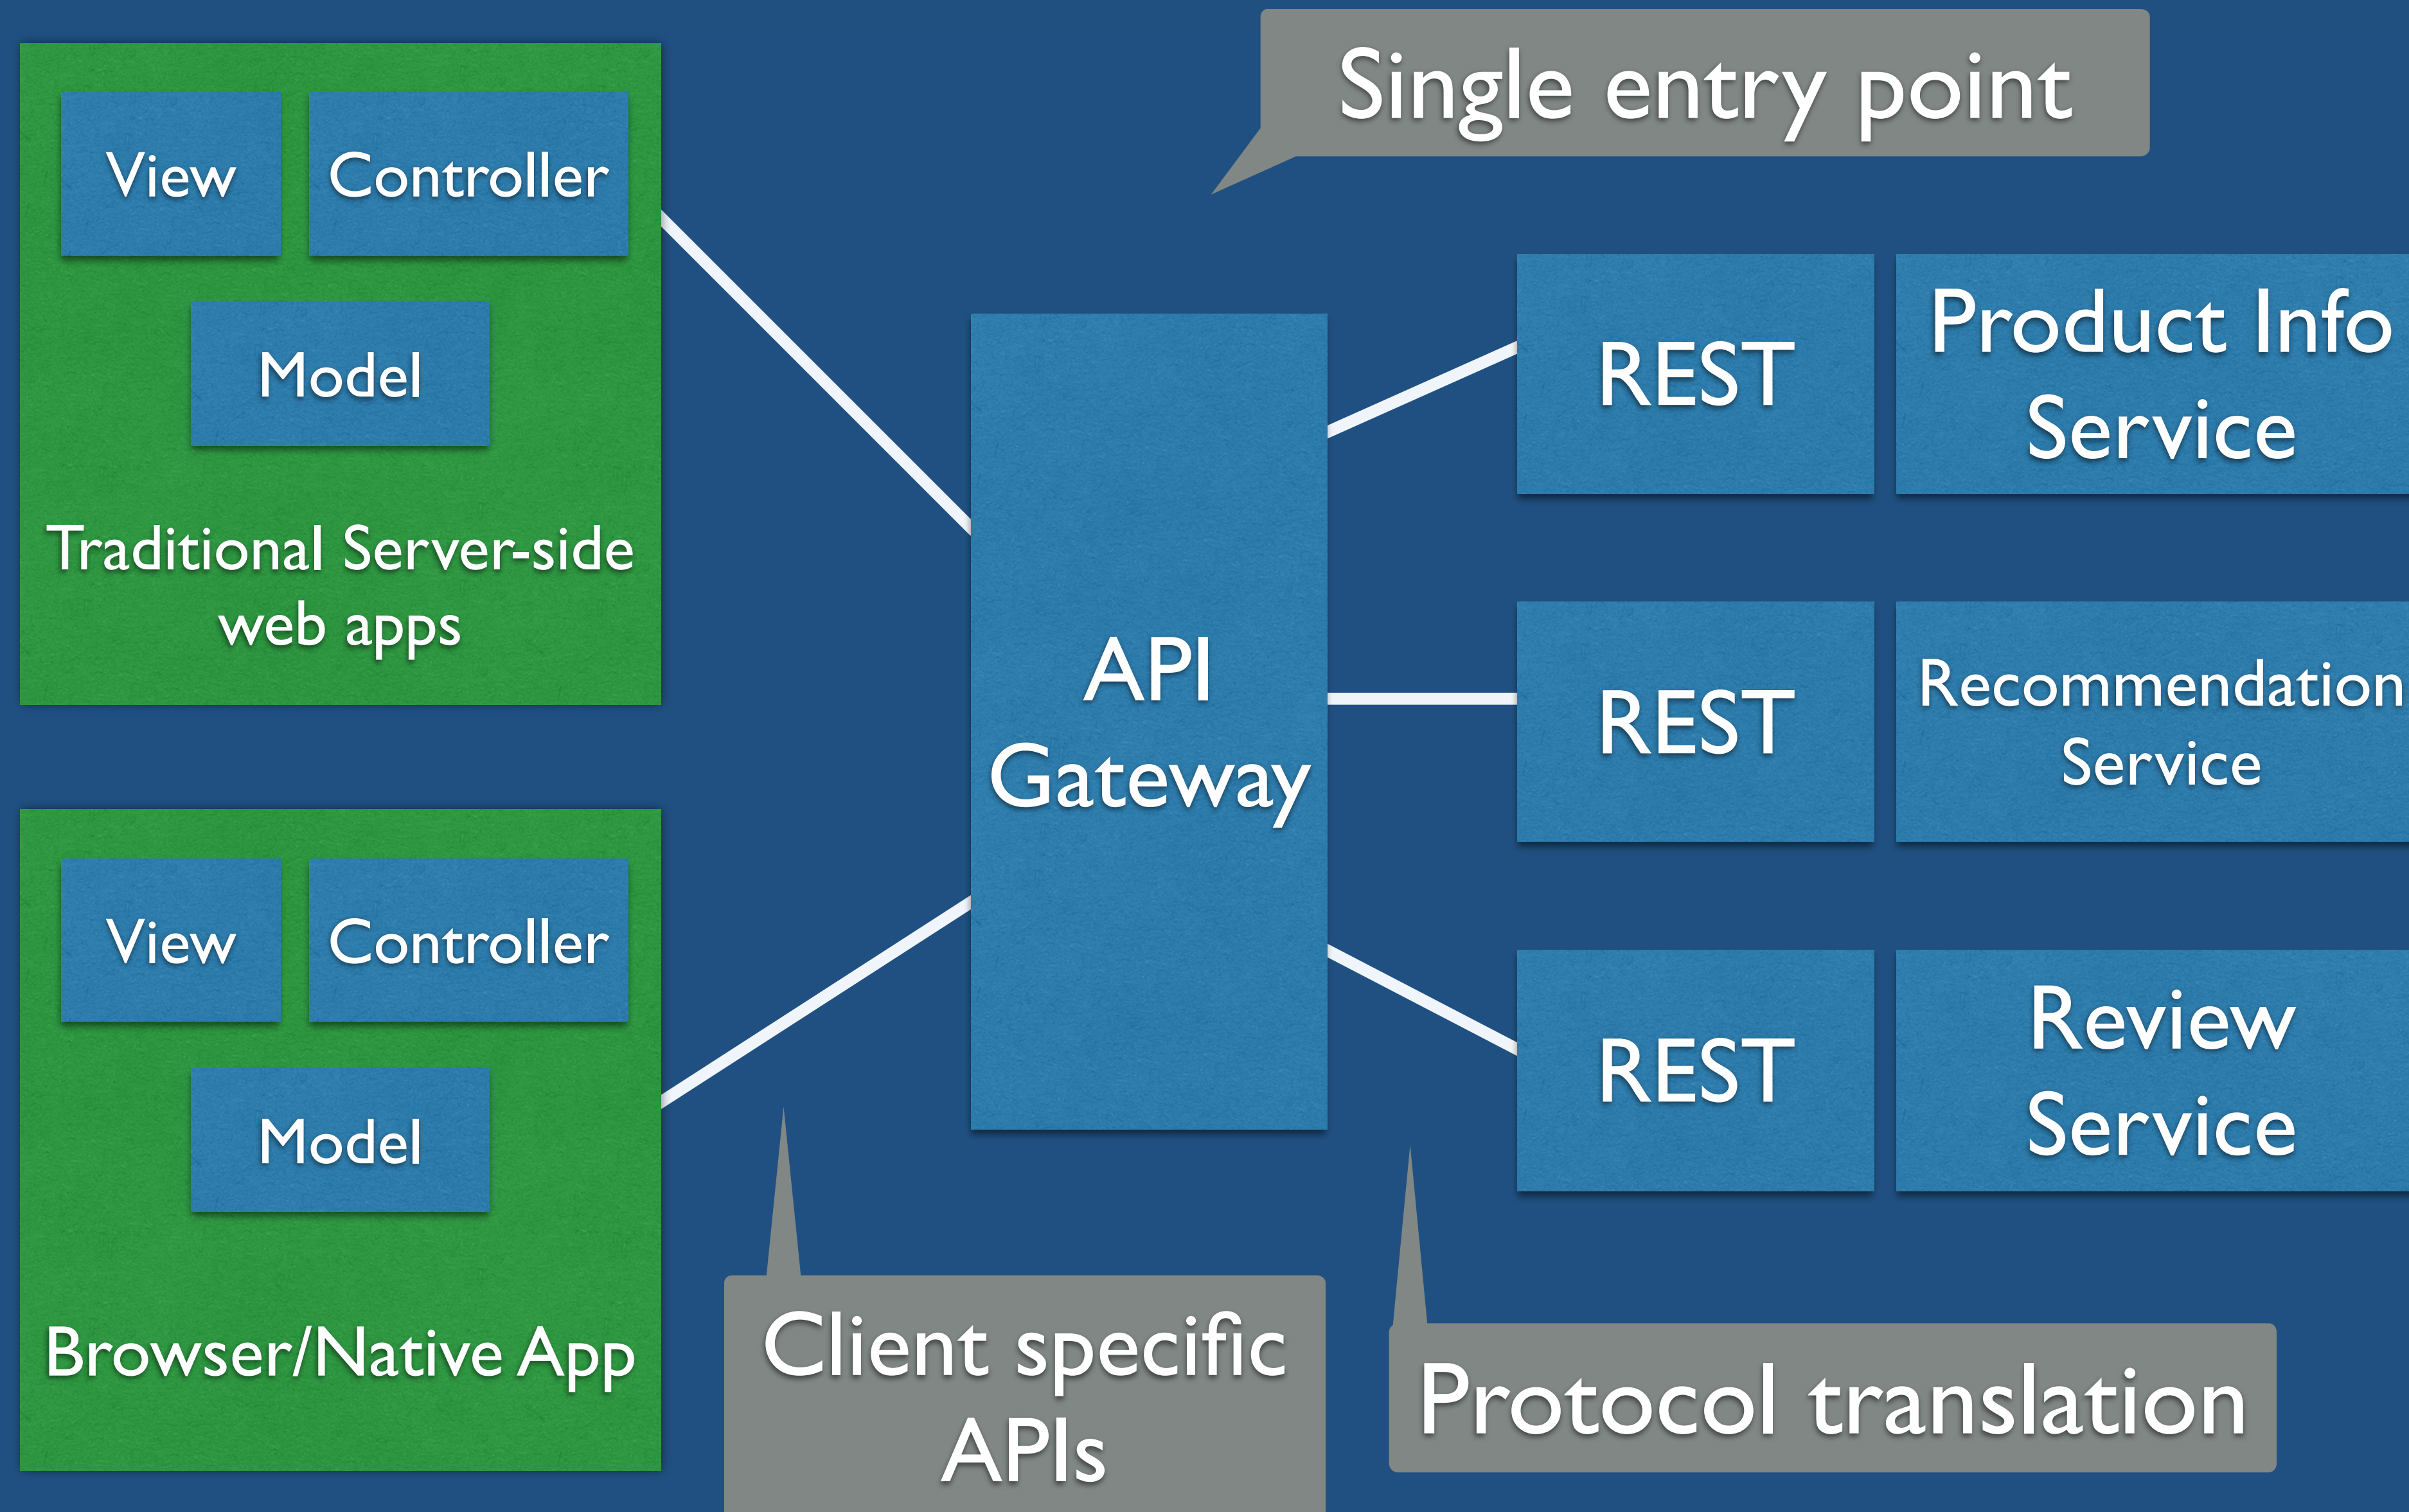 Single entry point
View
Controller
Model
Traditional Server-side
web apps
View
Controller
Model
Browser/Native App
API
Gateway
REST
Product Info
Service
REST
Recommendation
Service
REST
Review
Service
Client specific
APIs
Protocol translation